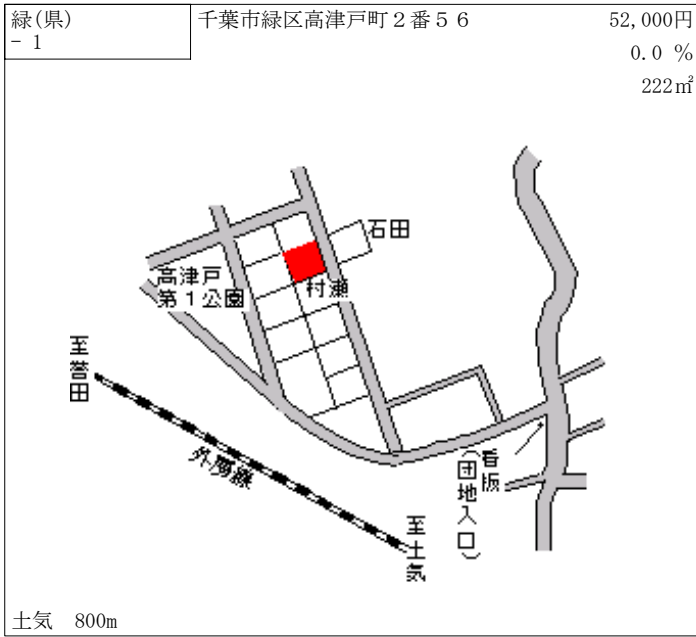 緑(県)
- 1
千葉市緑区高津戸町２番５６
52,000円
0.0 %
222㎡
石田
高津戸
第１公園
村瀬
至誉田
外房線
看板
(団地入口)
至土気
土気　800m